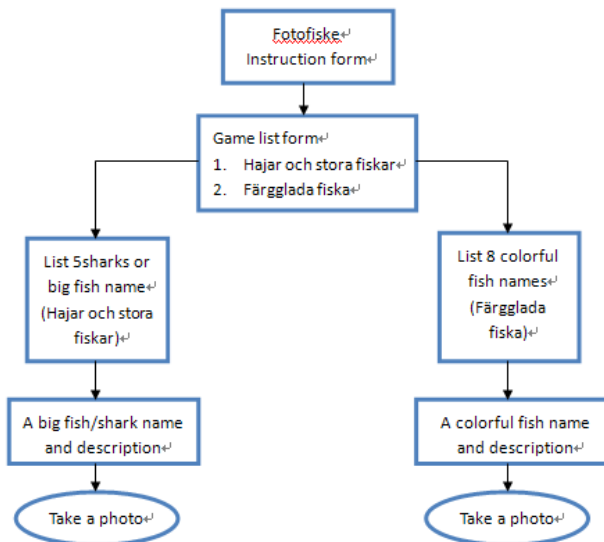 Fotofiske
Instruction form
Game list form
1. Hajar och stora fiskar
2. Färgglada fiska
List 5sharks or
big fish name
(Hajar och stora
fiskar)
List 8 colorful
fish names
(Färgglada
fiska)
A big fish/shark name
and description
A colorful fish name
and description
Take a photo
Take a photo